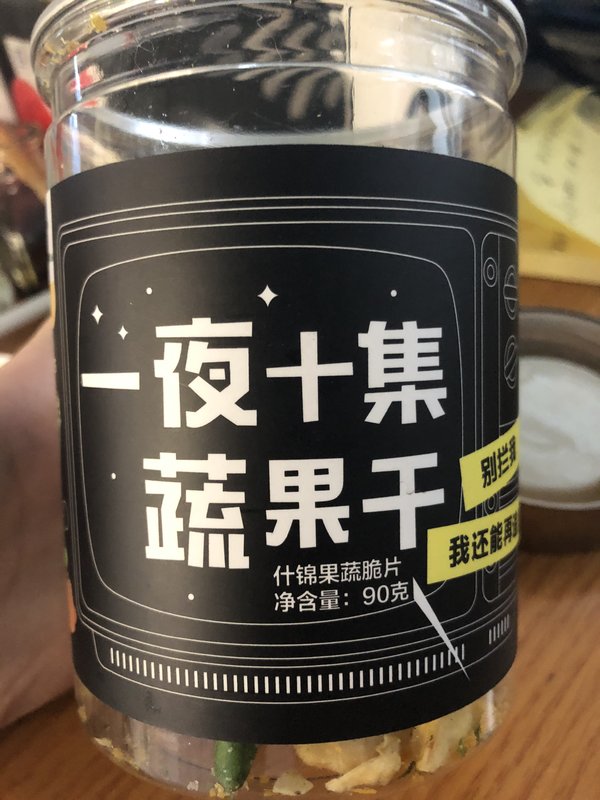 一夜十集
蔬果干
别拦我
我还能再
什锦果蔬脆片
净含量：90克